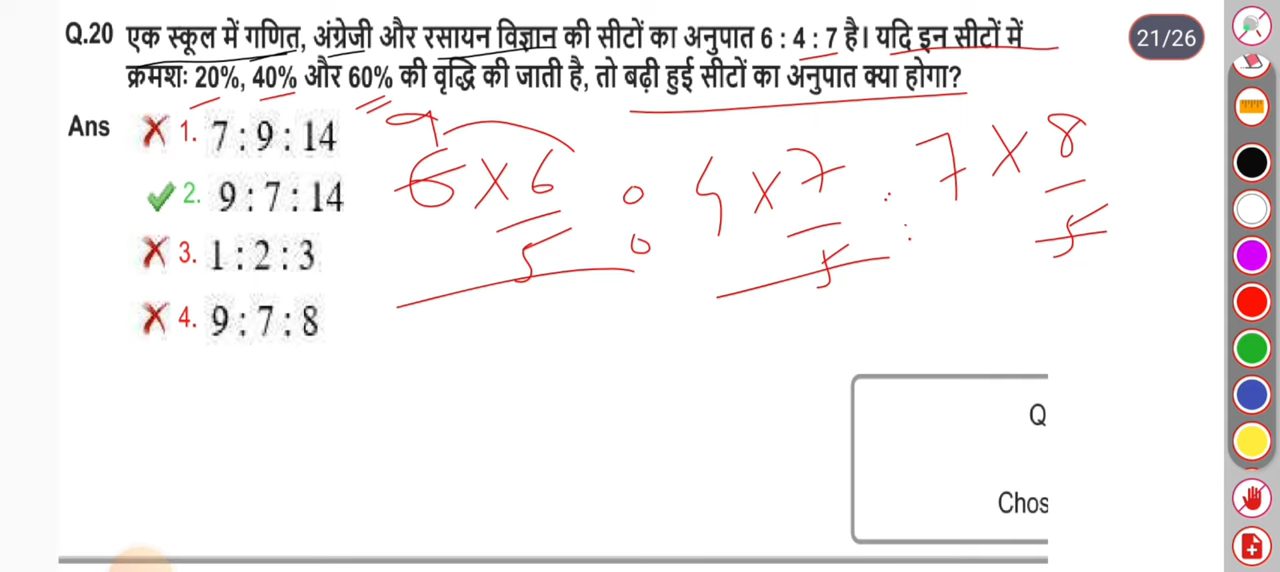 Q.20 एक स्कूल में गणित, अंग्रेजी और रसायन विज्ञान की सीटों का अनुपात 6 : 4 : 7 है। यदि इन सीटों में
21/26
क्रमशः 20%, 40% और 60% की वृद्धि की जाती है, तो बढ़ी हुई सीटों का अनुपात क्या होगा?
Ans
1. 7 : 9 : 14
2. 9 : 7 : 14
3. 1 : 2 : 3
4. 9 : 7 : 8
9
6 × 6/5 : 4 × 7/5 : 7 × 8/5
Q
Chos